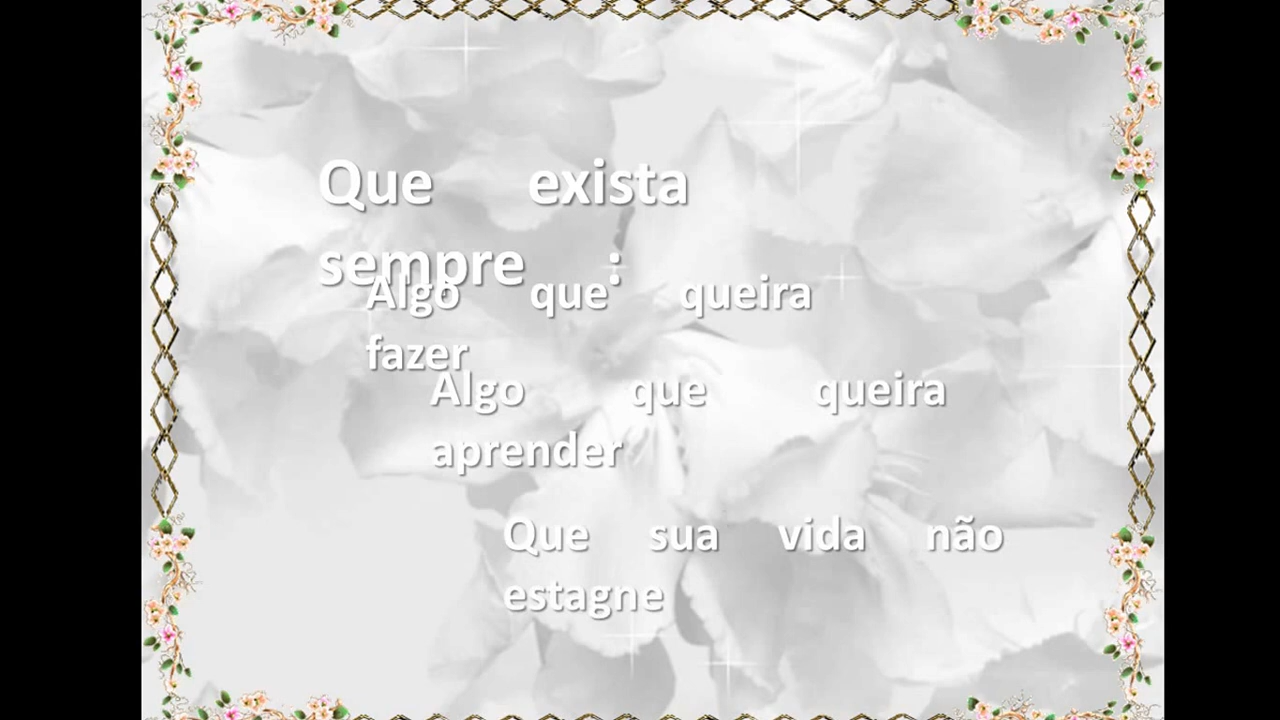 Que exista
sempre :
Algo que queira
fazer
Algo que queira
aprender
Que sua vida não
estagne